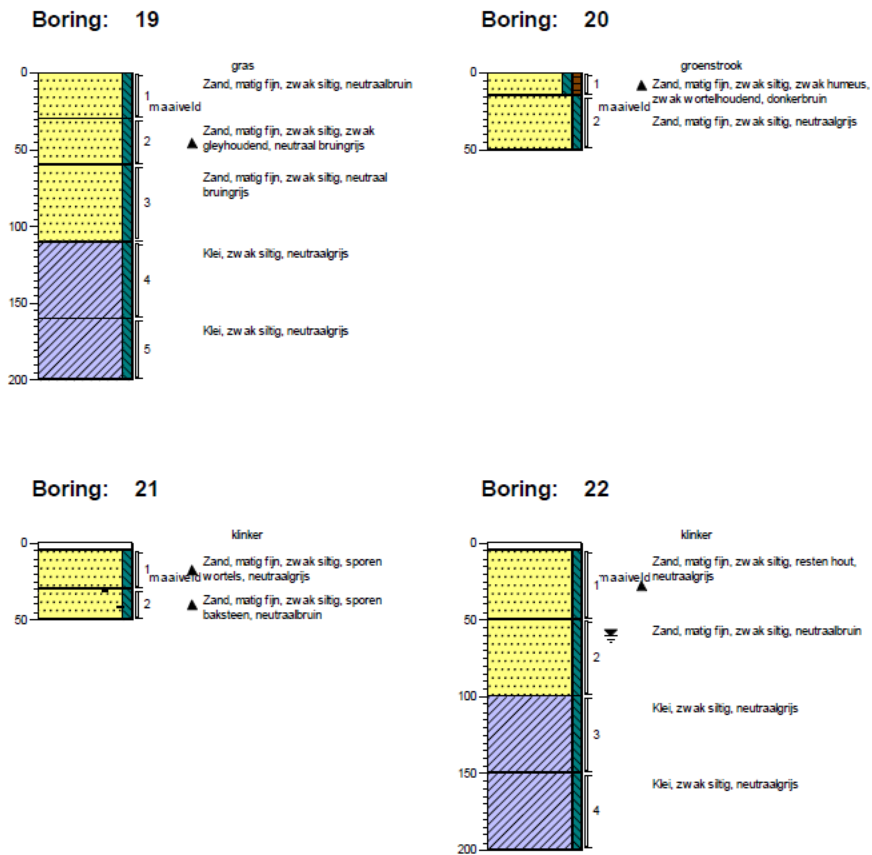 Boring: 19
gras
0
50
100
150
200
1
2
3
4
5
maaiveld
Zand, matig fijn, zwak siltig, neutraalbruin
Zand, matig fijn, zwak siltig, zwak
gleyhoudend, neutraal bruingrijs
Zand, matig fijn, zwak siltig, neutraal
bruingrijs
Klei, zwak siltig, neutraalgrijs
Klei, zwak siltig, neutraalgrijs
Boring: 20
groenstrook
0
50
1
2
maaiveld
Zand, matig fijn, zwak siltig, zwak humeus,
zwak wortelhoudend, donkerbruin
Zand, matig fijn, zwak siltig, neutraalgrijs
Boring: 21
klinker
0
50
1
2
maaiveld
Zand, matig fijn, zwak siltig, sporen
wortels, neutraalgrijs
Zand, matig fijn, zwak siltig, sporen
baksteen, neutraalbruin
Boring: 22
klinker
0
50
100
150
200
1
2
3
4
maaiveld
Zand, matig fijn, zwak siltig, resten hout,
neutraalgrijs
Zand, matig fijn, zwak siltig, neutraalbruin
Klei, zwak siltig, neutraalgrijs
Klei, zwak siltig, neutraalgrijs